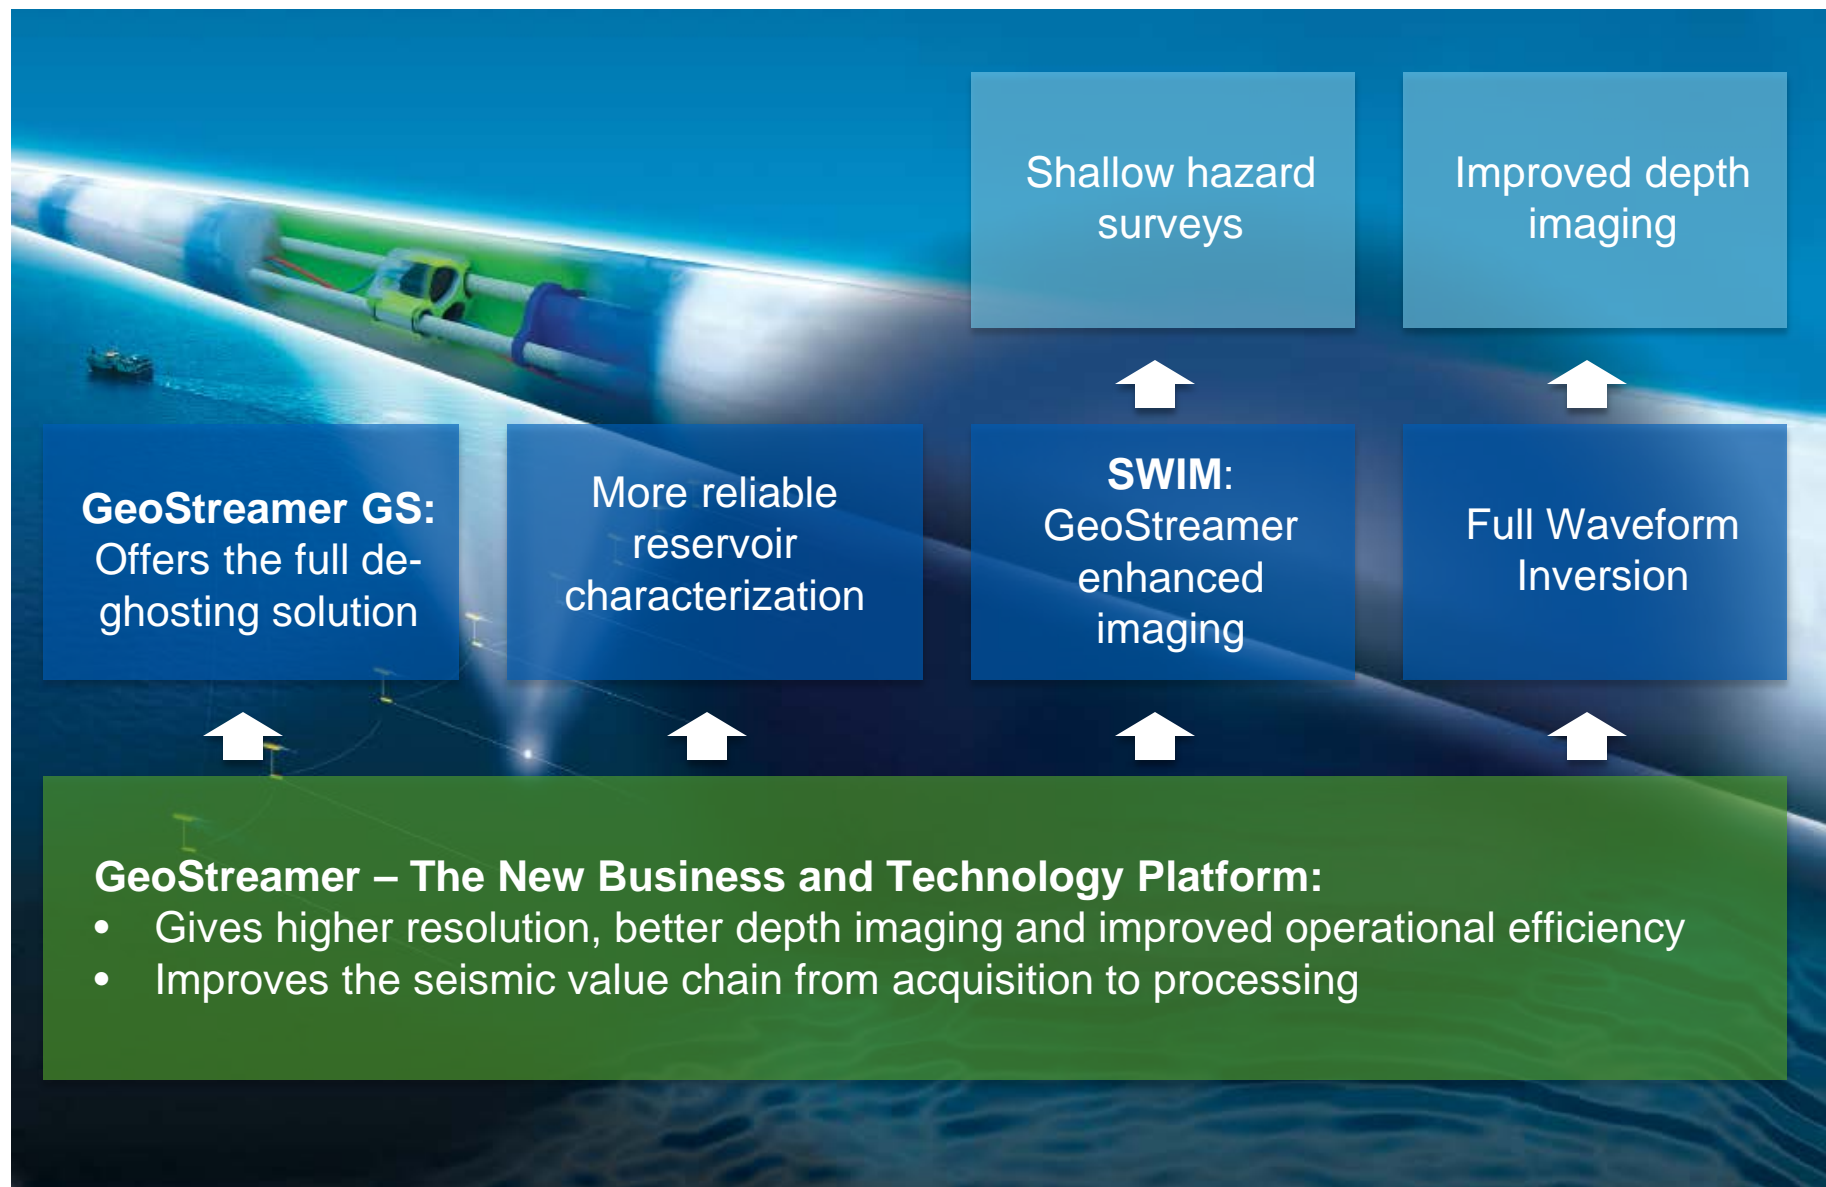 Shallow hazard
surveys
Improved depth
imaging
GeoStreamer GS:
Offers the full de-
ghosting solution
More reliable
reservoir
characterization
SWIM:
GeoStreamer
enhanced
imaging
Full Waveform
Inversion
GeoStreamer – The New Business and Technology Platform:
• Gives higher resolution, better depth imaging and improved operational efficiency
• Improves the seismic value chain from acquisition to processing